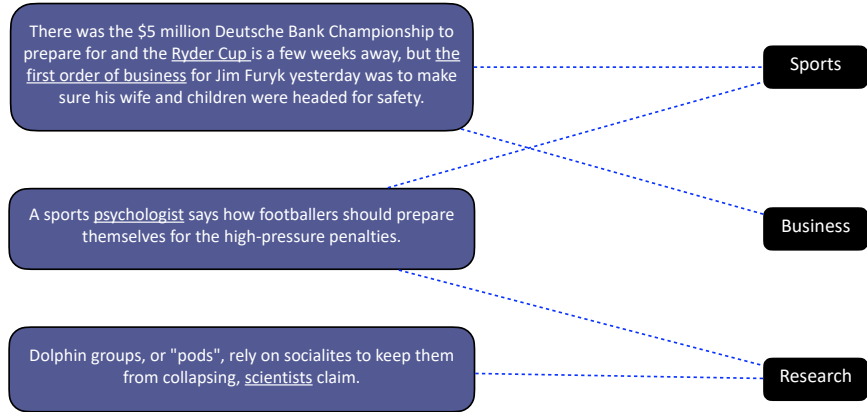 There was the $5 million Deutsche Bank Championship to
prepare for and the Ryder Cup is a few weeks away, but the
first order of business for Jim Furyk yesterday was to make
sure his wife and children were headed for safety.
Sports
A sports psychologist says how footballers should prepare
themselves for the high-pressure penalties.
Business
Dolphin groups, or "pods", rely on socialites to keep them
from collapsing, scientists claim.
Research